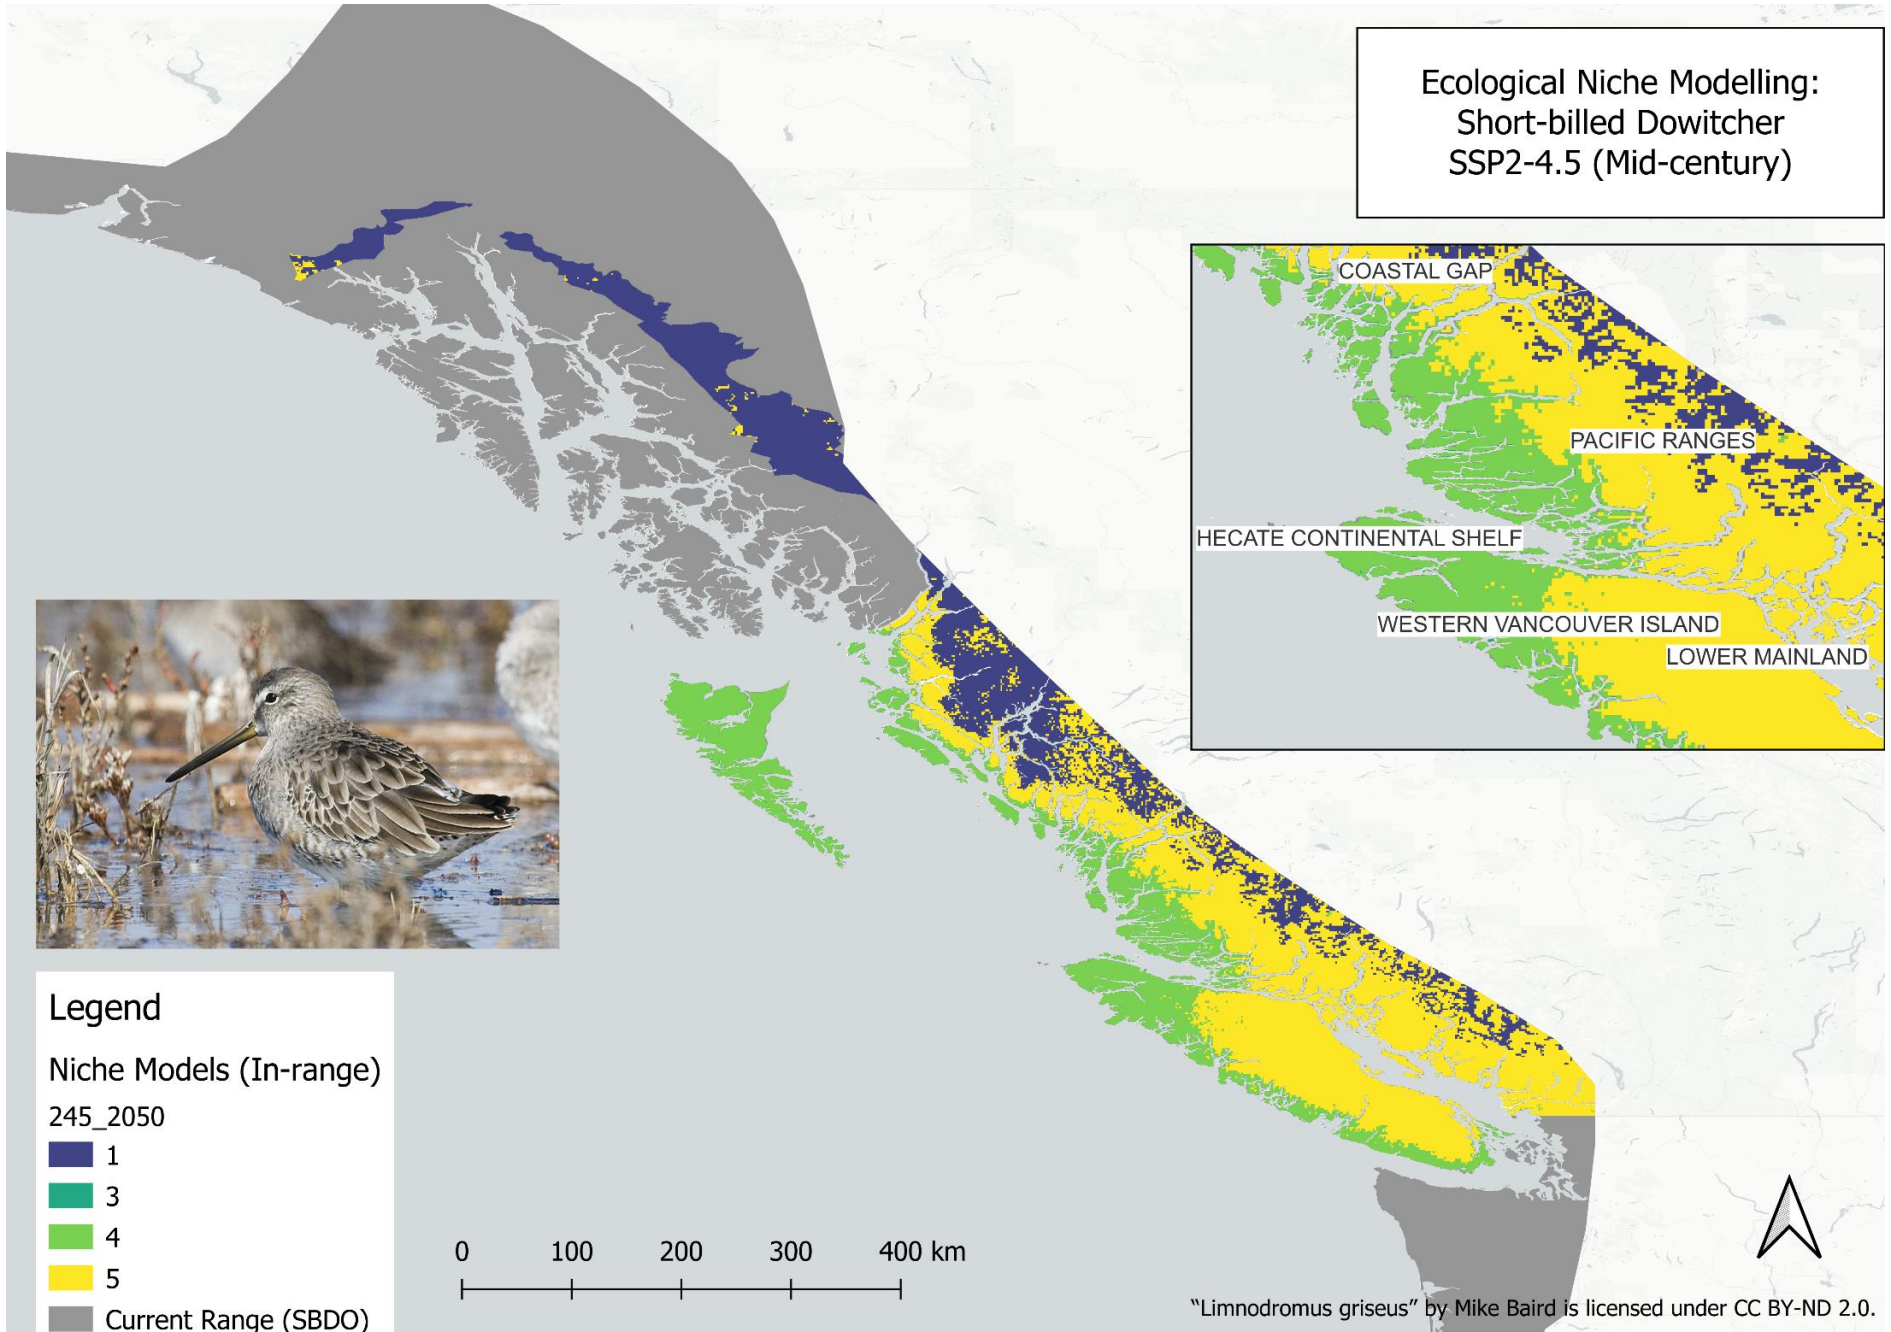 Ecological Niche Modelling:
Short-billed Dowitcher
SSP2-4.5 (Mid-century)
COASTAL GAP
PACIFIC RANGES
HECATE CONTINENTAL SHELF
WESTERN VANCOUVER ISLAND
LOWER MAINLAND
Legend
Niche Models (In-range)
245_2050
1
3
4
5
Current Range (SBDO)
0 100 200 300 400 km
“Limnodromus griseus” by Mike Baird is licensed under CC BY-ND 2.0.